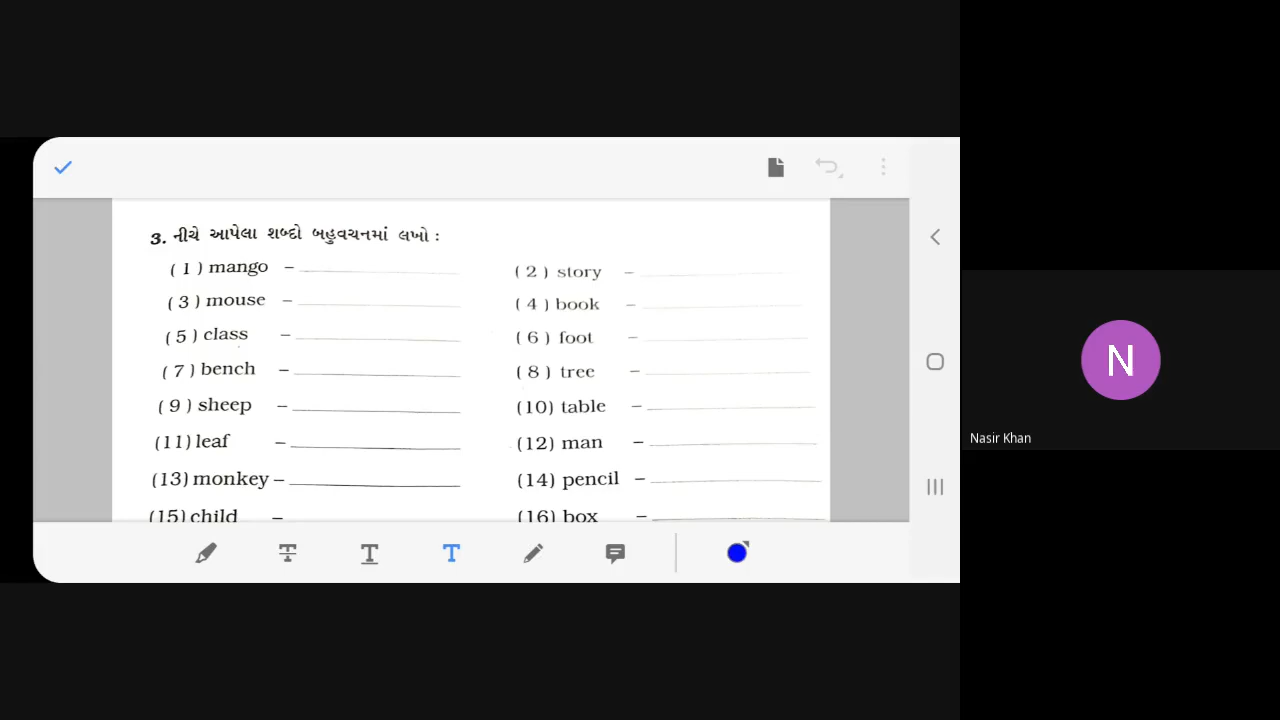 3. નીચે આપેલા શબ્દો બહુવચનમાં લખો :
(1) mango – (2) story –
(3) mouse – (4) book –
(5) class – (6) foot –
(7) bench – (8) tree –
(9) sheep – (10) table –
(11) leaf – (12) man –
(13) monkey – (14) pencil –
(15) child – (16) box –
N
Nasir Khan